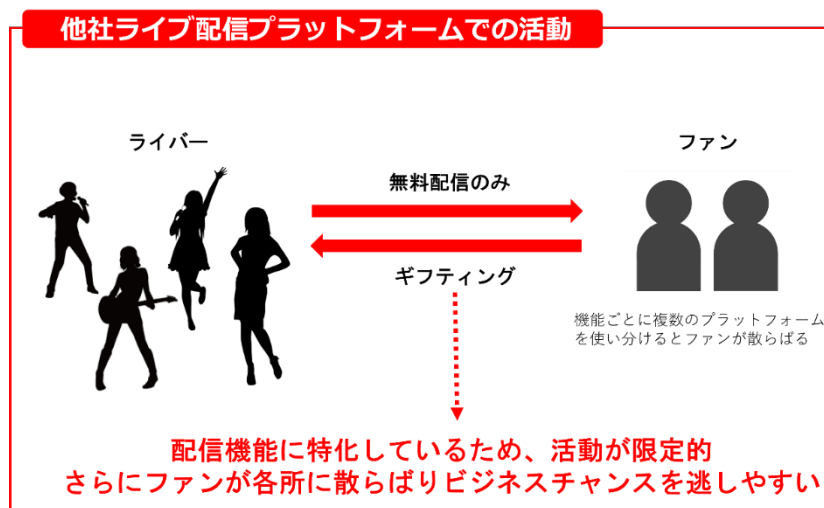 他社ライブ配信プラットフォームでの活動
ライバー
ファン
無料配信のみ
ギフティング
機能ごとに複数のプラットフォーム
を使い分けるとファンが散らばる
配信機能に特化しているため、活動が限定的
さらにファンが各所に散らばりビジネスチャンスを逃しやすい